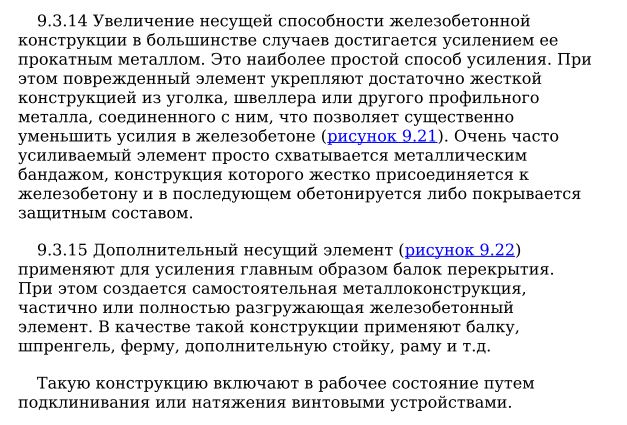 9.3.14 Увеличение несущей способности железобетонной
конструкции в большинстве случаев достигается усилением ее
прокатным металлом. Это наиболее простой способ усиления. При
этом поврежденный элемент укрепляют достаточно жесткой
конструкцией из уголка, швеллера или другого профильного
металла, соединенного с ним, что позволяет существенно
уменьшить усилия в железобетоне (рисунок 9.21). Очень часто
усиливаемый элемент просто схватывается металлическим
бандажом, конструкция которого жестко присоединяется к
железобетону и в последующем обетонируется либо покрывается
защитным составом.
9.3.15 Дополнительный несущий элемент (рисунок 9.22)
применяют для усиления главным образом балок перекрытия.
При этом создается самостоятельная металлоконструкция,
частично или полностью разгружающая железобетонный
элемент. В качестве такой конструкции применяют балку,
шпренгель, ферму, дополнительную стойку, раму и т.д.
Такую конструкцию включают в рабочее состояние путем
подклинивания или натяжения винтовыми устройствами.